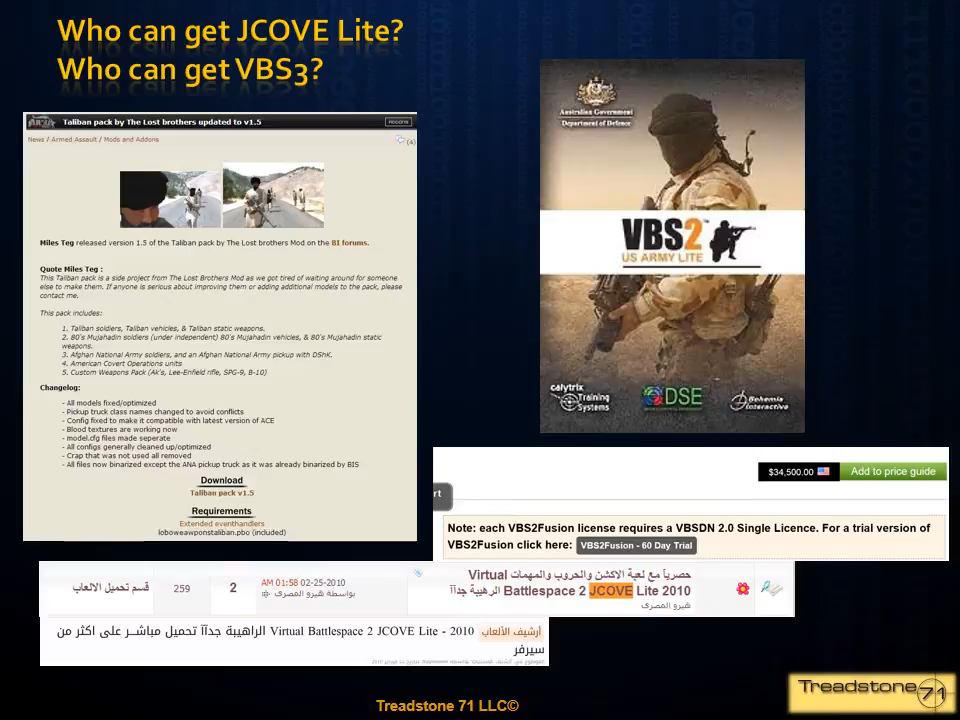 Who can get JCOVE Lite?
Who can get VBS3?
Taliban pack by The Lost brothers updated to v1.5
News / Armed Assault / Mods and Addons
(4)
Miles Teg released version 1.5 of the Taliban pack by The Lost brothers Mod on the BI forums.
Quote Miles Teg :
This Taliban pack is a side project from The Lost Brothers Mod as we got tired of waiting around for someone
else to make them. If anyone is serious about improving them or adding additional models to the pack, please
contact me.
This pack includes:
1. Taliban soldiers, Taliban vehicles, & Taliban static weapons.
2. 80's Mujahadin soldiers (under independent) 80's Mujahadin vehicles, & 80's Mujahadin static
weapons.
3. Afghan National Army soldiers, and an Afghan National Army pickup with DShK.
4. American Covert Operations units
5. Custom Weapons Pack (Ak's, Lee-Enfield rifle, SPG-9, B-10)
Changelog:
- All models fixed/optimized
- Pickup truck class names changed to avoid conflicts
- Config fixed to make it compatible with latest version of ACE
- Blood textures are working now
- model.cfg files made seperate
- All configs generally cleaned up/optimized
- Crap that was not used all removed
- All files now binarized except the ANA pickup truck as it was already binarized by BIS
Download
Taliban pack v1.5
Requirements
Extended eventhandlers
loboweaponstaliban.pbo (included)
Australian Government
Department of Defence
VBS2™
US ARMY LITE
calytrix
Training
Systems
DSE
Bohemia
Interactive
$34,500.00
Add to price guide
rt
Note: each VBS2Fusion license requires a VBSDN 2.0 Single Licence. For a trial version of
VBS2Fusion click here: VBS2Fusion - 60 Day Trial
حصرياً مع لعبة الاكشن والحروب والمهمات Virtual
Battlespace 2 JCOVE Lite 2010 الرهيبة جداً
هيرو المصرى
AM 01:58 02-25-2010
بواسطة هيرو المصرى
2
259
قسم تحميل الالعاب
أرشيف الألعاب Virtual Battlespace 2 JCOVE Lite - 2010 الراهيبة جداً تحميل مباشـــر على اكثر من
سيرفر
Treadstone 71 LLC©
Treadstone 71